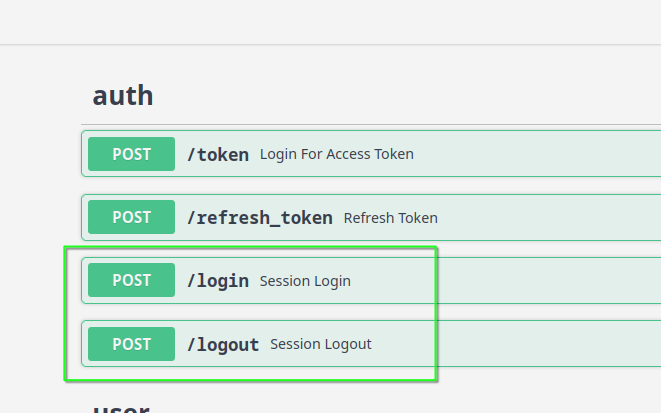 auth
POST /token Login For Access Token
POST /refresh_token Refresh Token
POST /login Session Login
POST /logout Session Logout
user